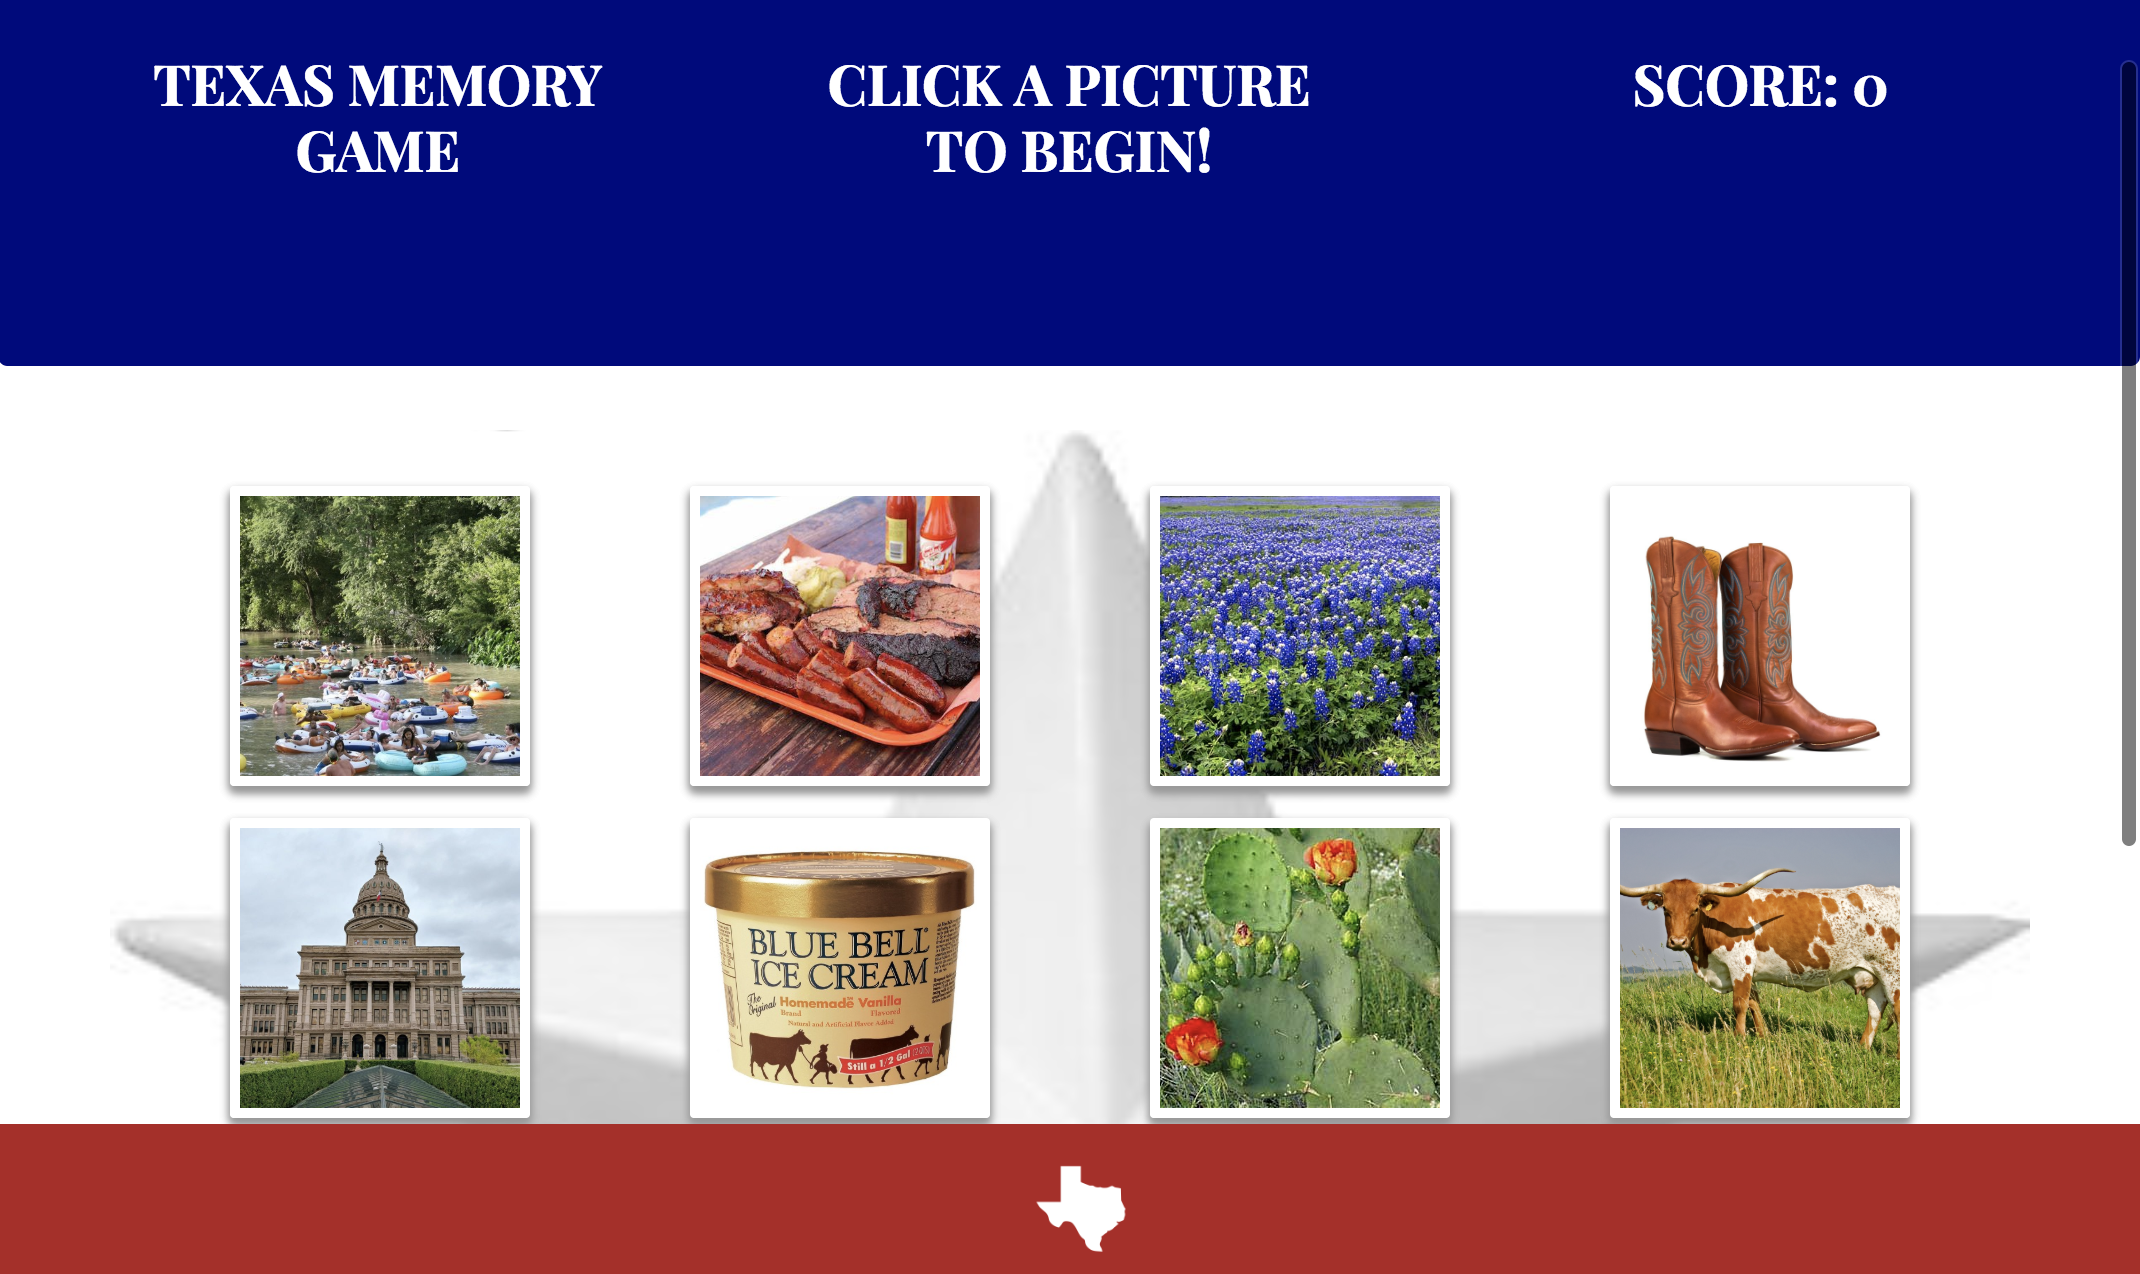 TEXAS MEMORY
GAME
CLICK A PICTURE
TO BEGIN!
SCORE: 0
BLUE BELL
ICE CREAM
The Original
Homemade Vanilla
Brand Flavored
Natural and Artificial Flavor Added
Still a 1/2 Gal